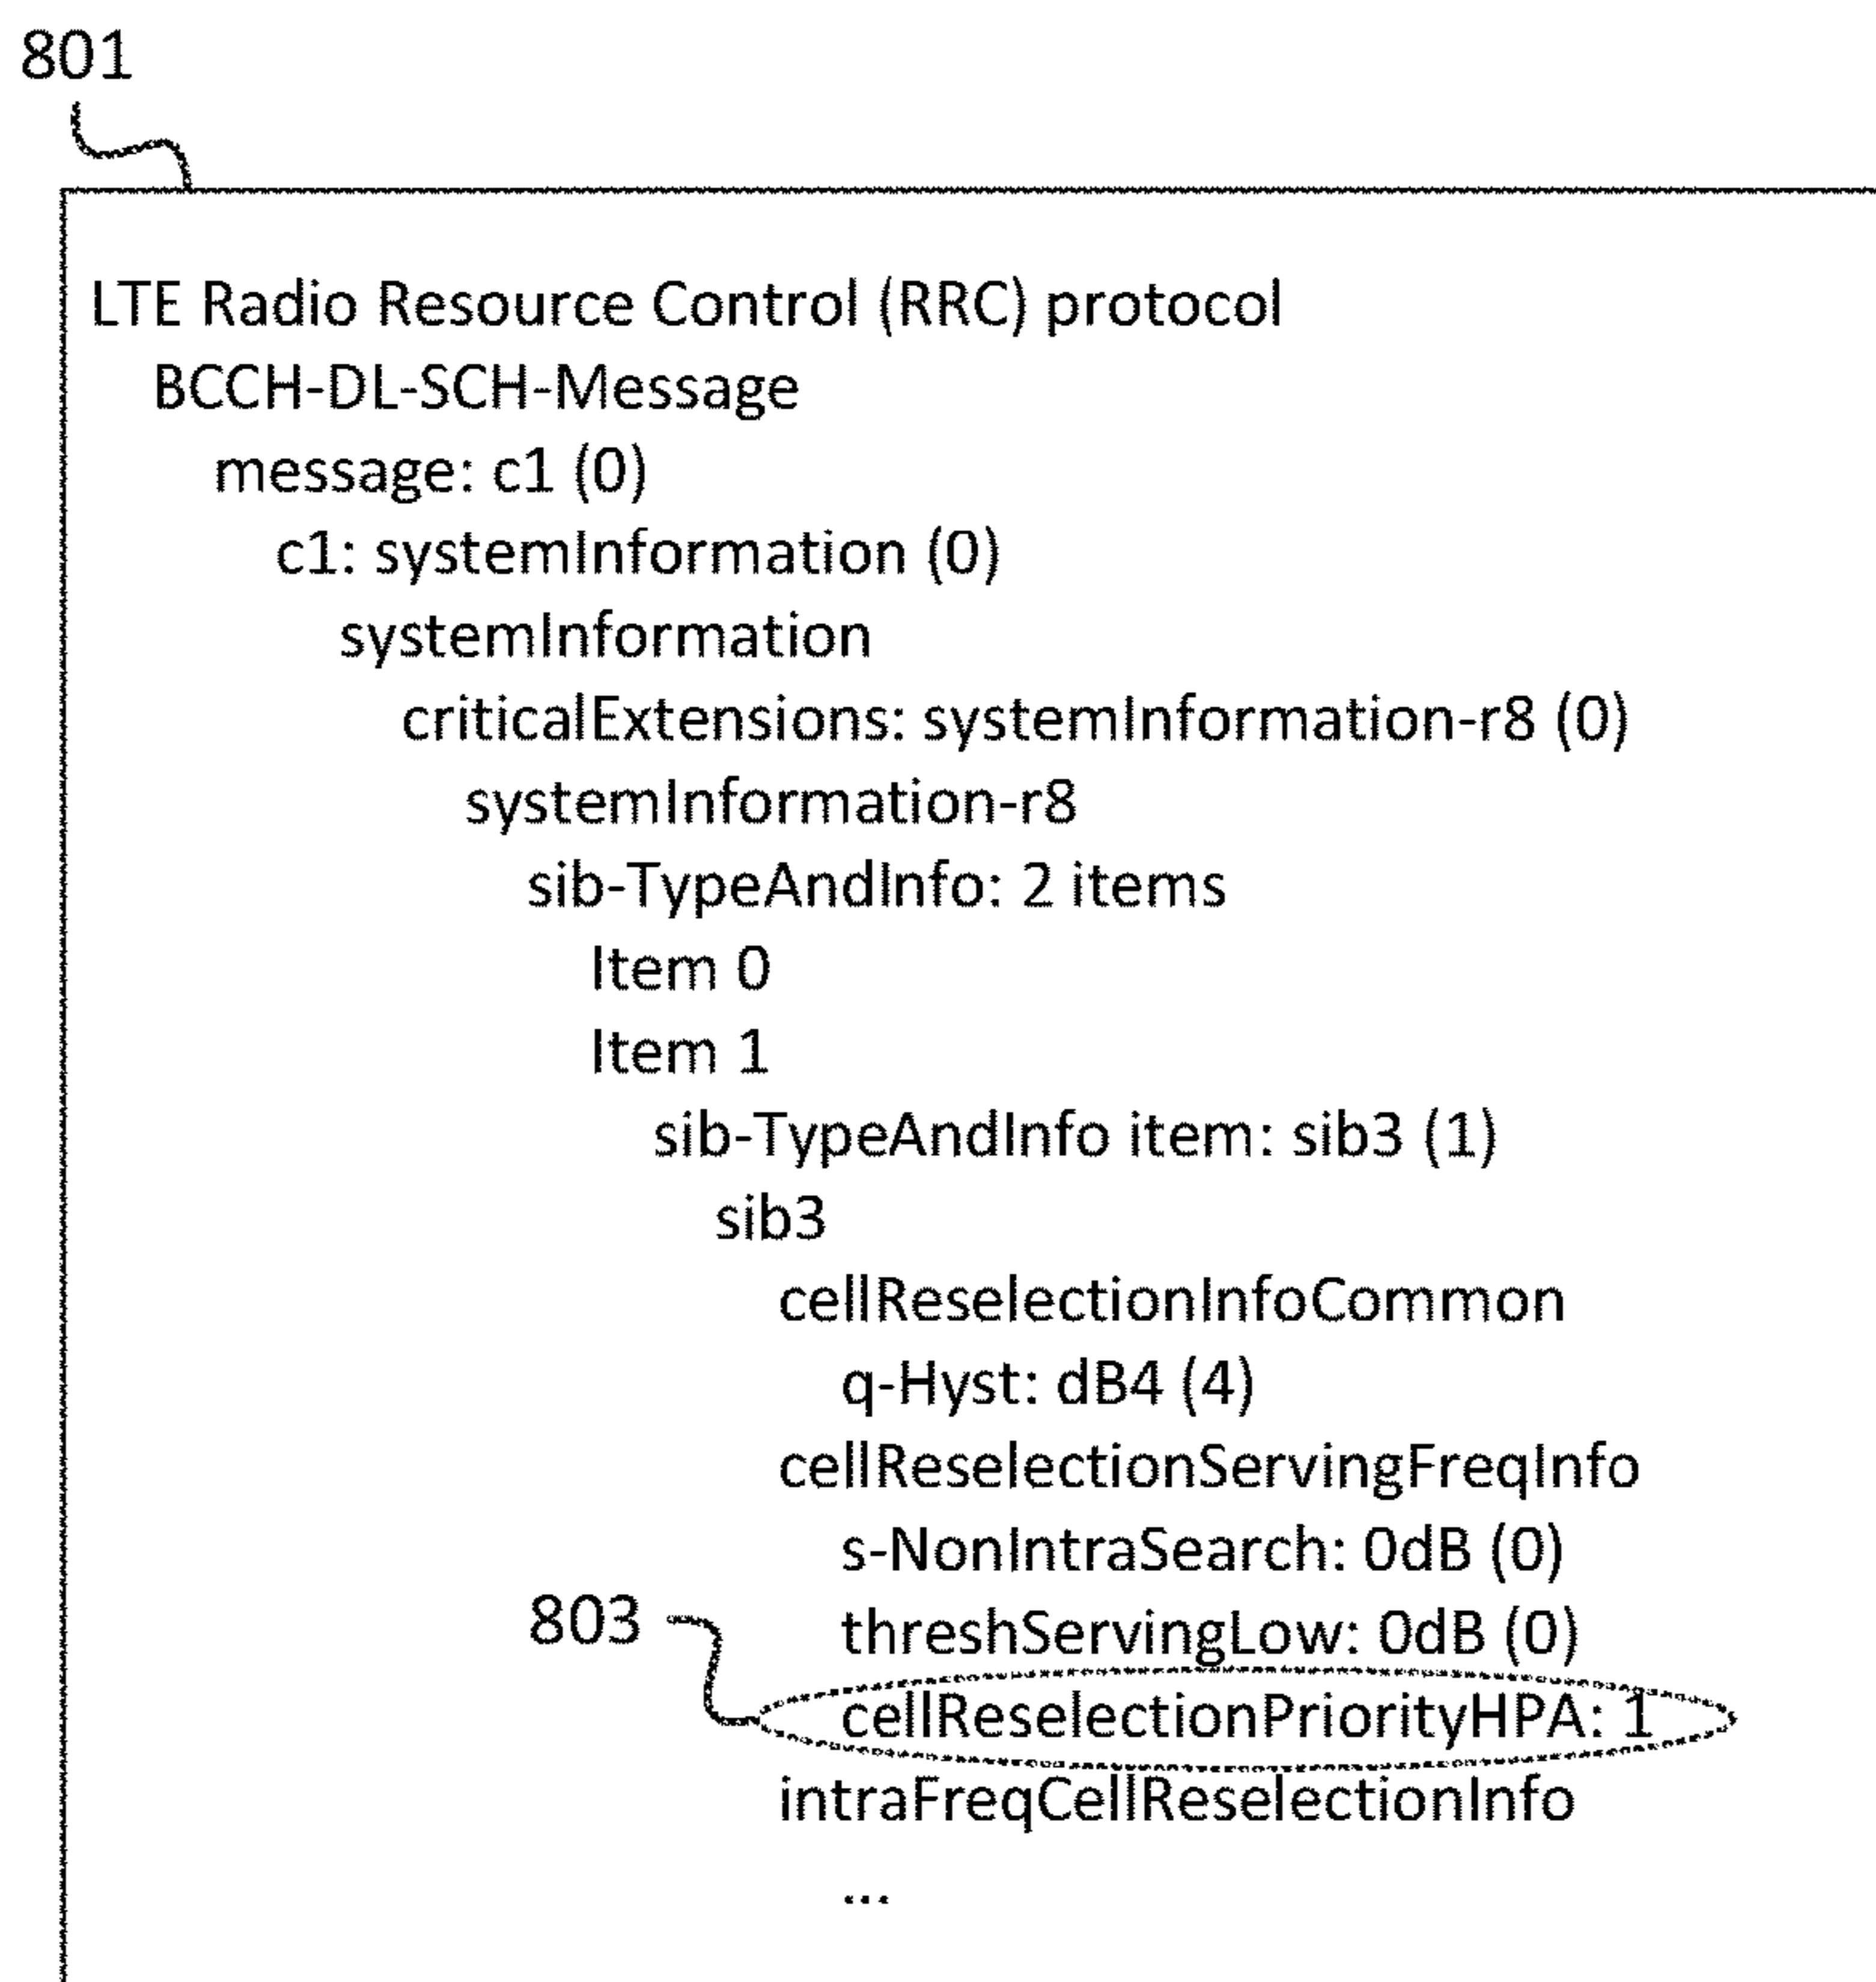 801
LTE Radio Resource Control (RRC) protocol
BCCH-DL-SCH-Message
message: c1 (0)
c1: systemInformation (0)
systemInformation
criticalExtensions: systemInformation-r8 (0)
systemInformation-r8
sib-TypeAndInfo: 2 items
Item 0
Item 1
sib-TypeAndInfo item: sib3 (1)
sib3
cellReselectionInfoCommon
q-Hyst: dB4 (4)
cellReselectionServingFreqInfo
s-NonIntraSearch: 0dB (0)
803
threshServingLow: 0dB (0)
cellReselectionPriorityHPA: 1
intraFreqCellReselectionInfo
...